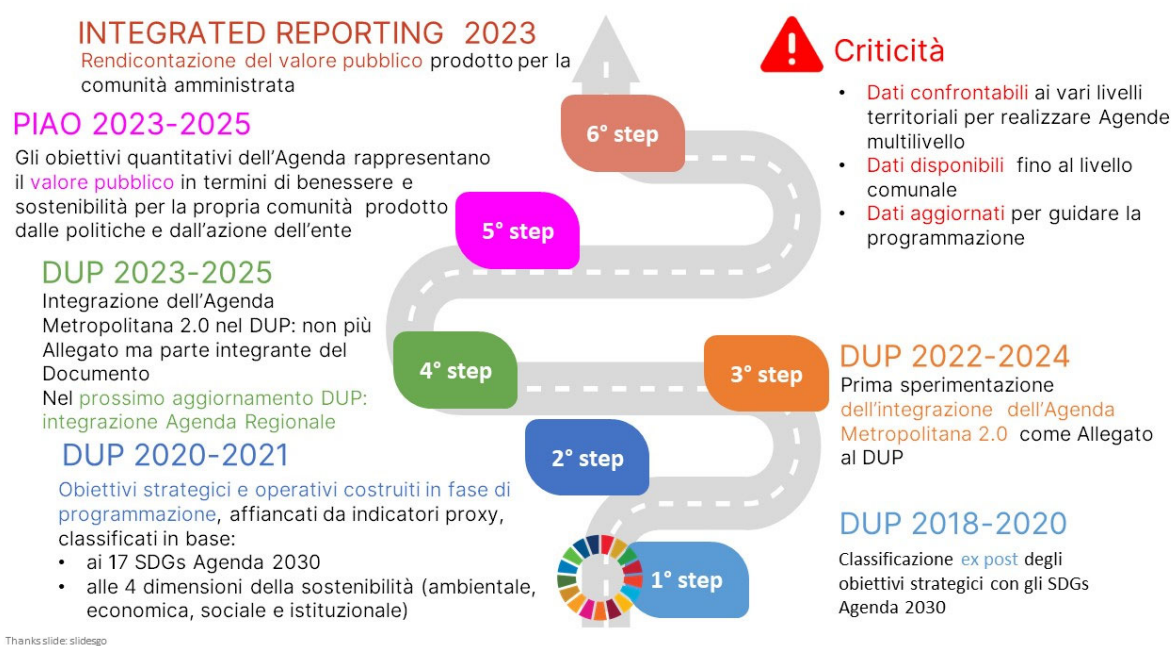 INTEGRATED REPORTING 2023
Rendicontazione del valore pubblico prodotto per la
comunità amministrata
6° step
Criticità
• Dati confrontabili ai vari livelli
territoriali per realizzare Agende
multilivello
• Dati disponibili fino al livello
comunale
• Dati aggiornati per guidare la
programmazione
PIAO 2023-2025
Gli obiettivi quantitativi dell’Agenda rappresentano
il valore pubblico in termini di benessere e
sostenibilità per la propria comunità prodotto
dalle politiche e dall’azione dell’ente
5° step
DUP 2023-2025
Integrazione dell’Agenda
Metropolitana 2.0 nel DUP: non più
Allegato ma parte integrante del
Documento
Nel prossimo aggiornamento DUP:
integrazione Agenda Regionale
4° step
3° step
DUP 2022-2024
Prima sperimentazione
dell’integrazione dell’Agenda
Metropolitana 2.0 come Allegato
al DUP
DUP 2020-2021
Obiettivi strategici e operativi costruiti in fase di
programmazione, affiancati da indicatori proxy,
classificati in base:
• ai 17 SDGs Agenda 2030
• alle 4 dimensioni della sostenibilità (ambientale,
economica, sociale e istituzionale)
2° step
1° step
DUP 2018-2020
Classificazione ex post degli
obiettivi strategici con gli SDGs
Agenda 2030
Thanks slide: slidesgo